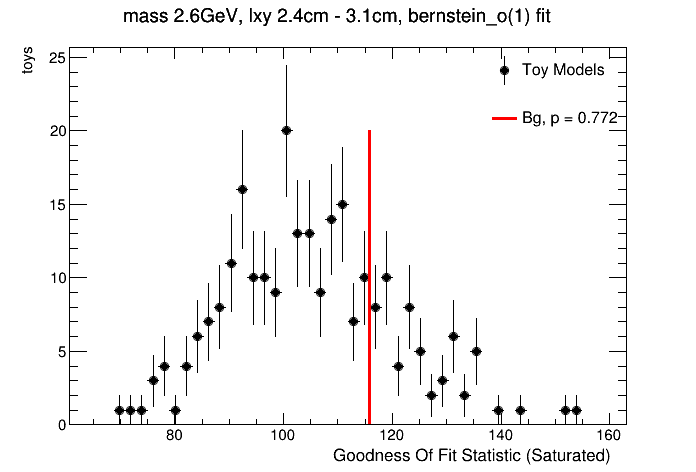 mass 2.6GeV, lxy 2.4cm - 3.1cm, bernstein_o(1) fit
toys
25
20
15
10
5
0
Toy Models
Bg, p = 0.772
80 100 120 140 160
Goodness Of Fit Statistic (Saturated)